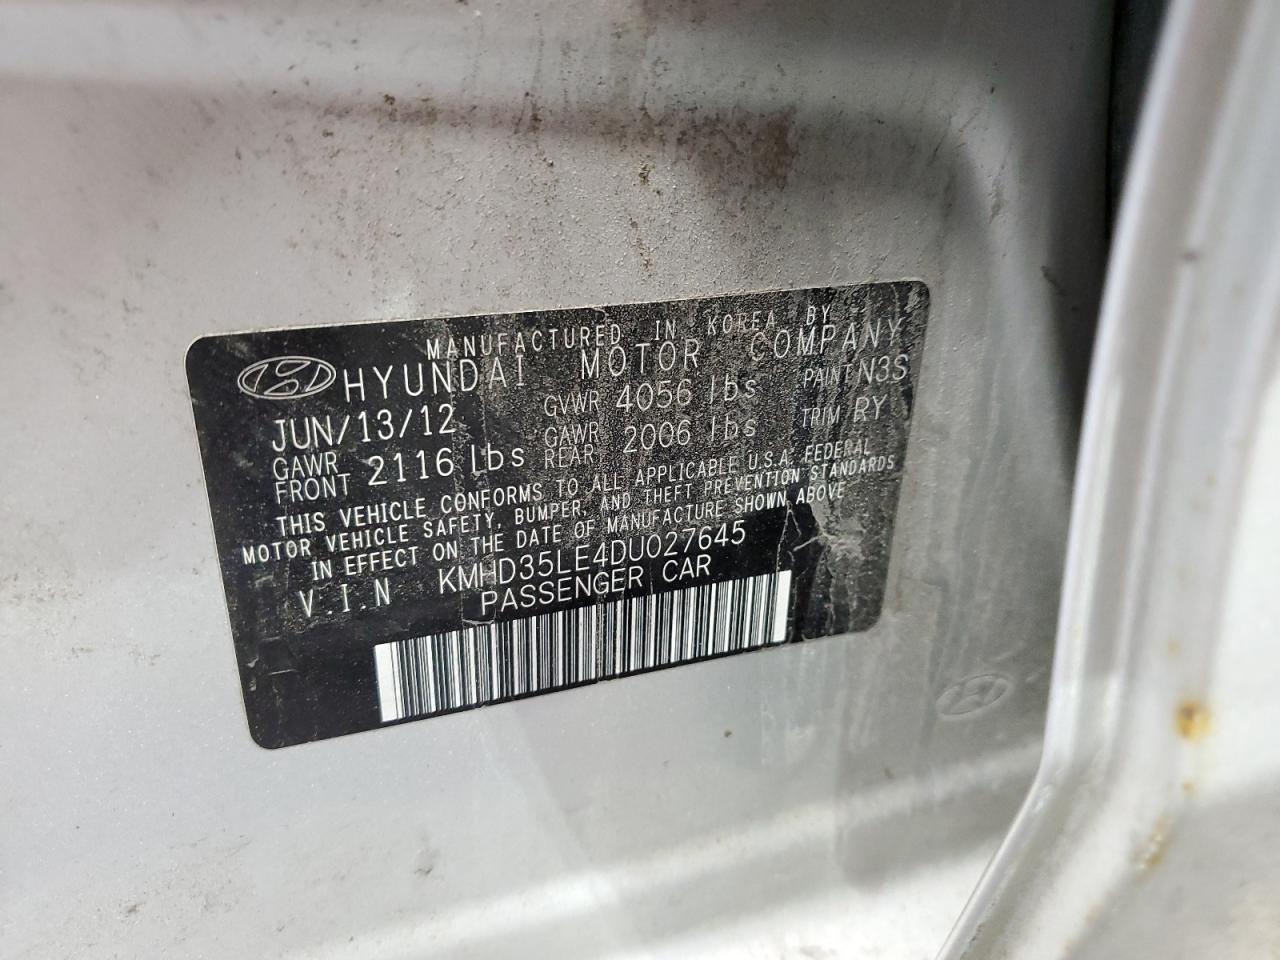 MANUFACTURED IN KOREA BY
HYUNDAI MOTOR COMPANY
JUN/13/12 GVWR 4056 lbs PAINT N3S
GAWR FRONT 2116 Lbs GAWR REAR 2006 lbs TRIM RY
THIS VEHICLE CONFORMS TO ALL APPLICABLE U.S.A. FEDERAL
MOTOR VEHICLE SAFETY, BUMPER, AND THEFT PREVENTION STANDARDS
IN EFFECT ON THE DATE OF MANUFACTURE SHOWN ABOVE
V.I.N KMHD35LE4DU027645
PASSENGER CAR